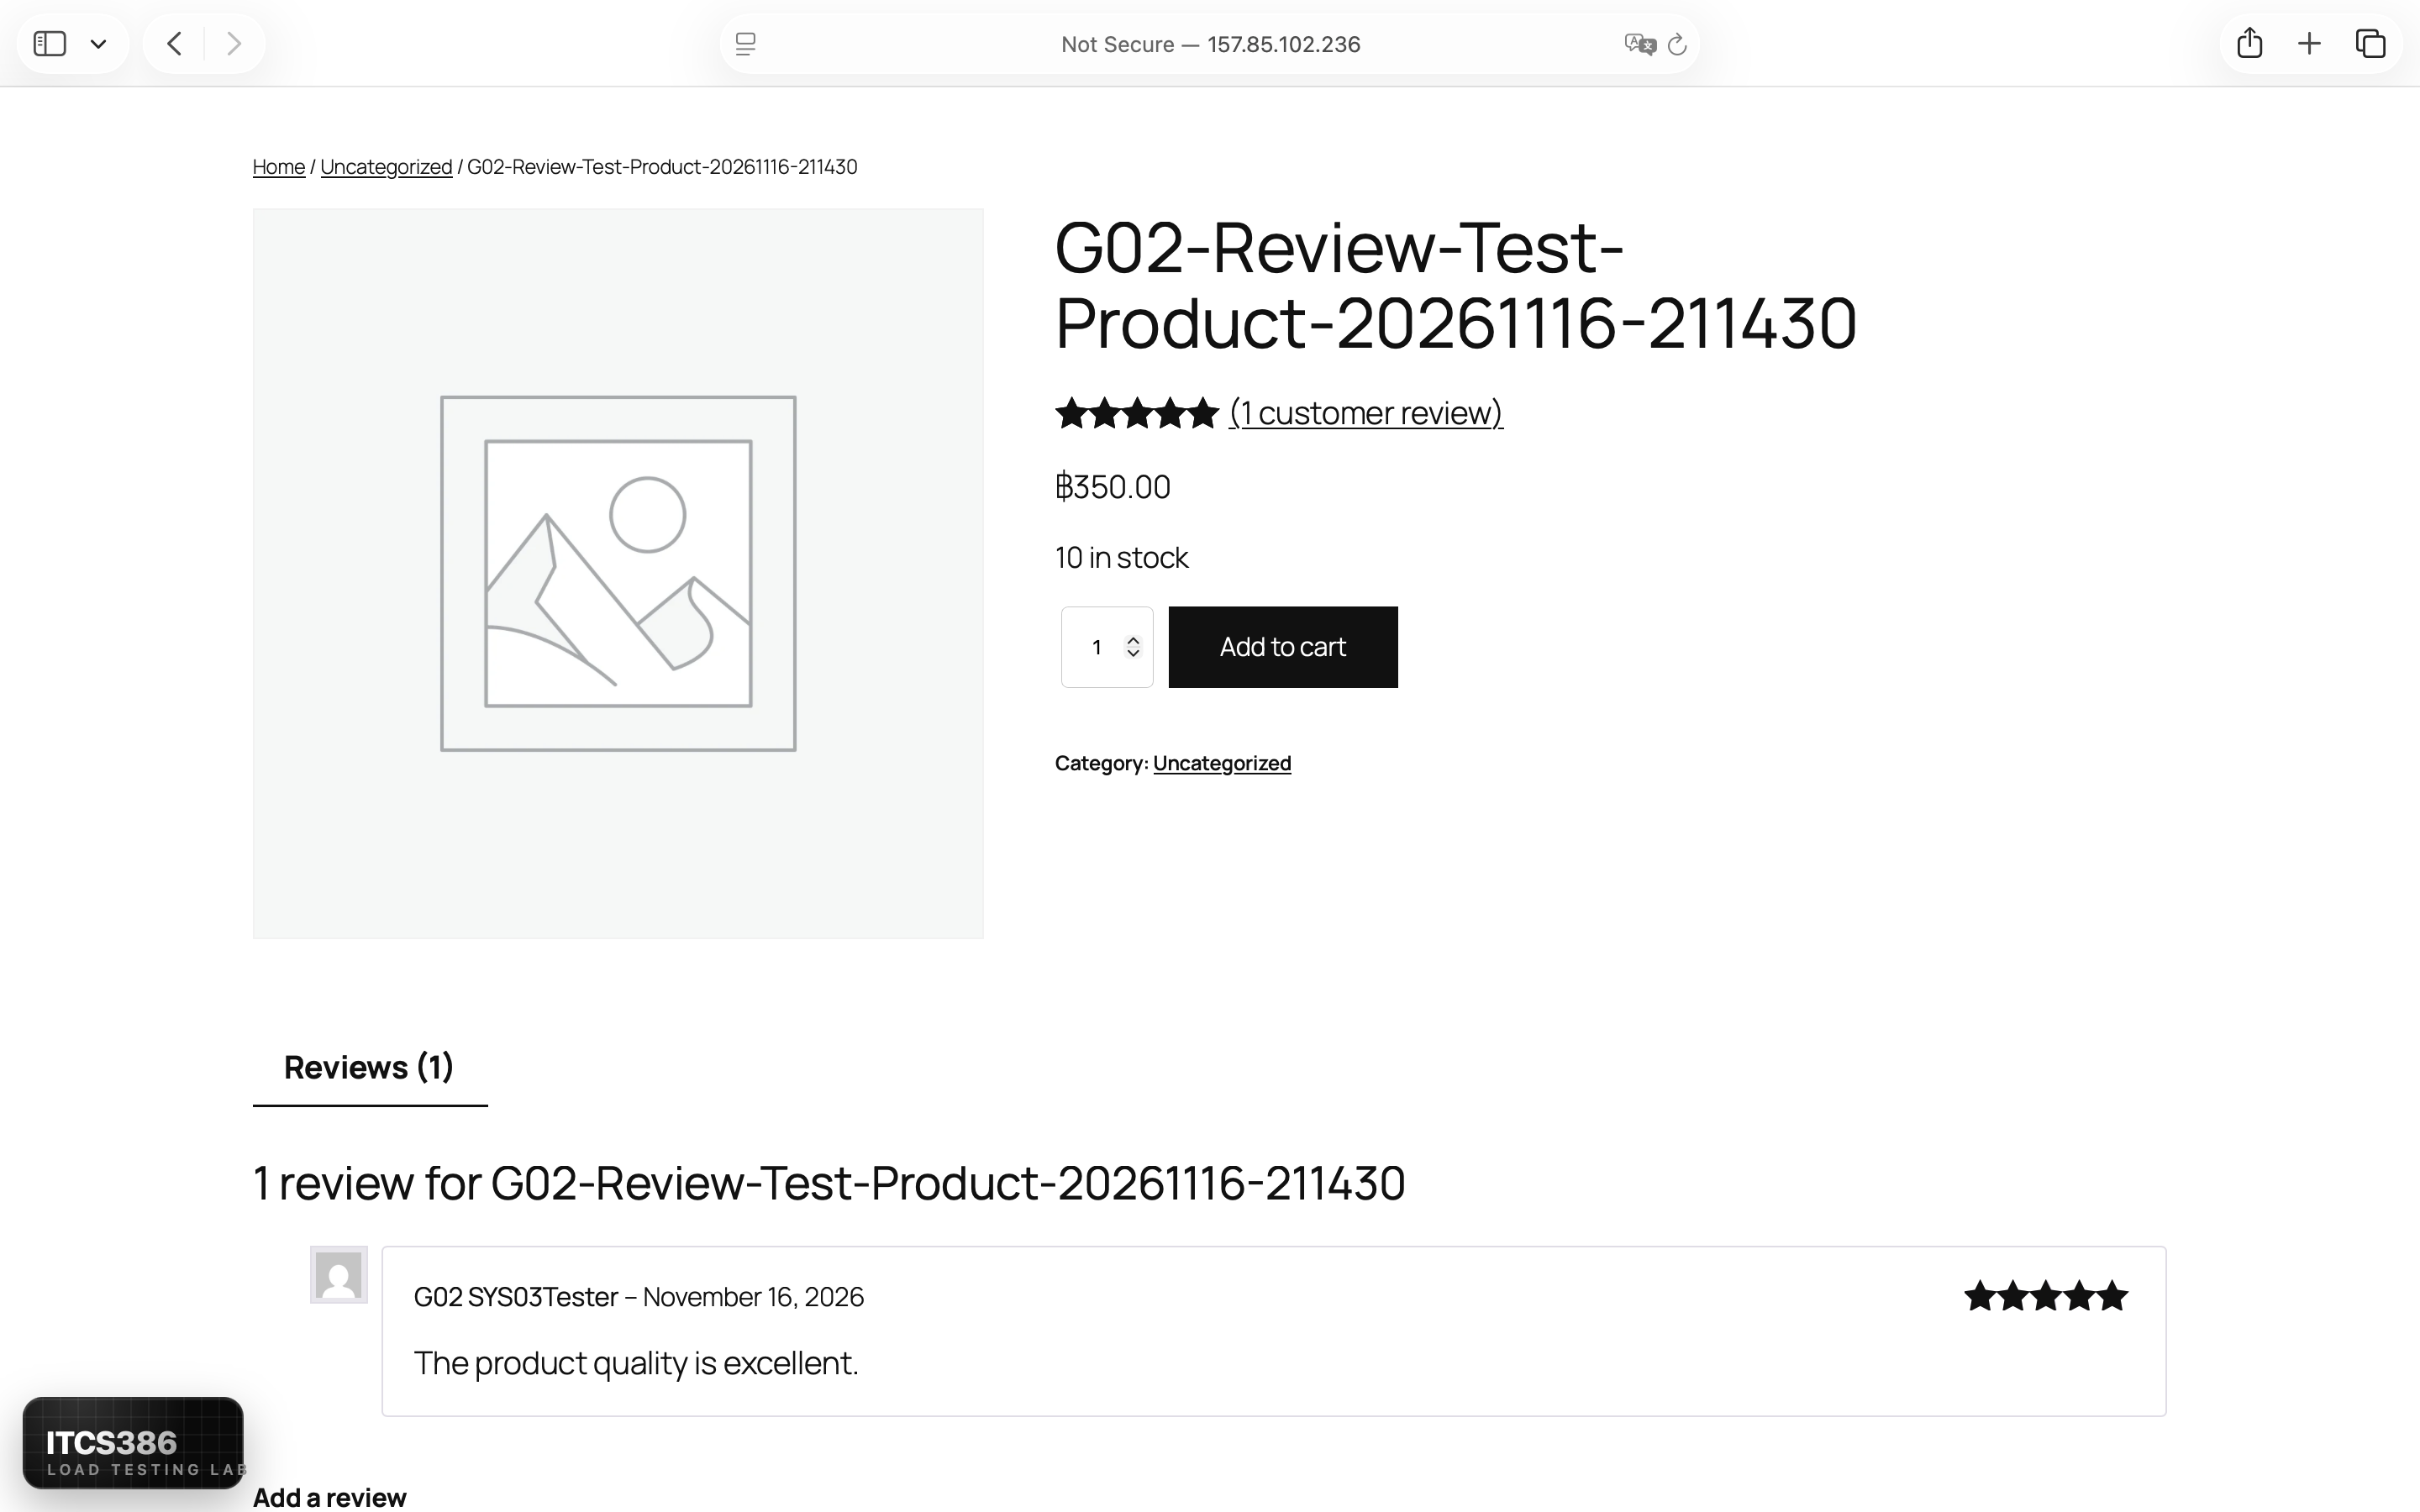 Not Secure — 157.85.102.236
Home / Uncategorized / G02-Review-Test-Product-20261116-211430
G02-Review-Test-
Product-20261116-211430
(1 customer review)
฿350.00
10 in stock
1
Add to cart
Category: Uncategorized
Reviews (1)
1 review for G02-Review-Test-Product-20261116-211430
G02 SYS03Tester – November 16, 2026
The product quality is excellent.
ITCS386
LOAD TESTING LAB
Add a review